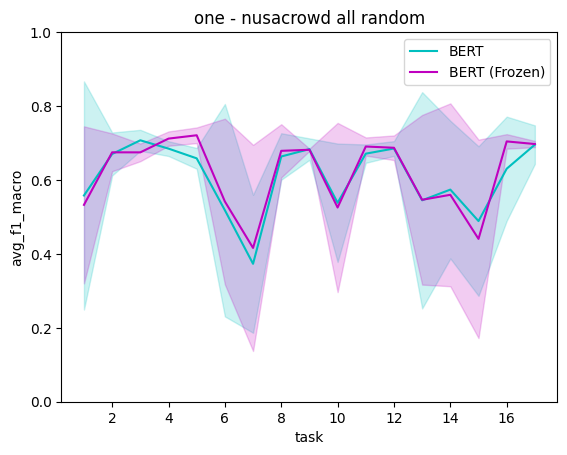 one - nusacrowd all random
BERT
BERT (Frozen)
avg_f1_macro
1.0
0.8
0.6
0.4
0.2
0.0
2 4 6 8 10 12 14 16
task